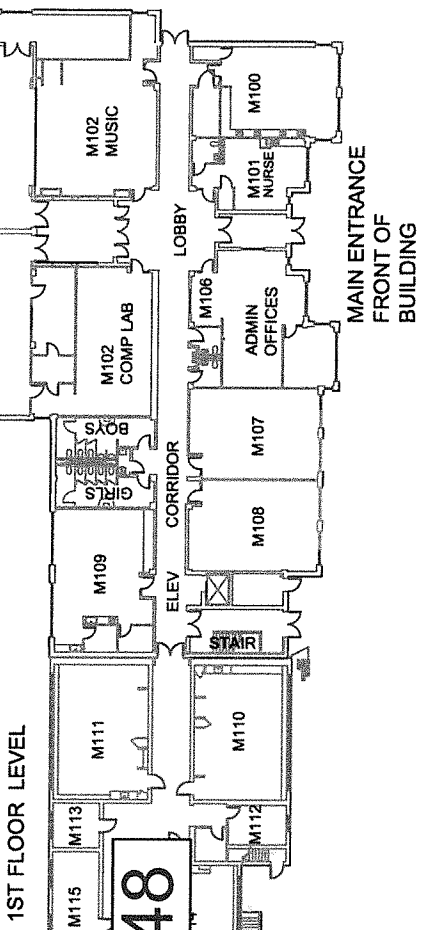 M102
MUSIC
M100
M101
NURSE
LOBBY
MAIN ENTRANCE
FRONT OF
BUILDING
M106
ADMIN
OFFICES
M102
COMP LAB
BOYS
GIRLS
CORRIDOR
M107
M108
M109
ELEV
STAIR
M111
M110
1ST FLOOR LEVEL
M113
M112
M115
48